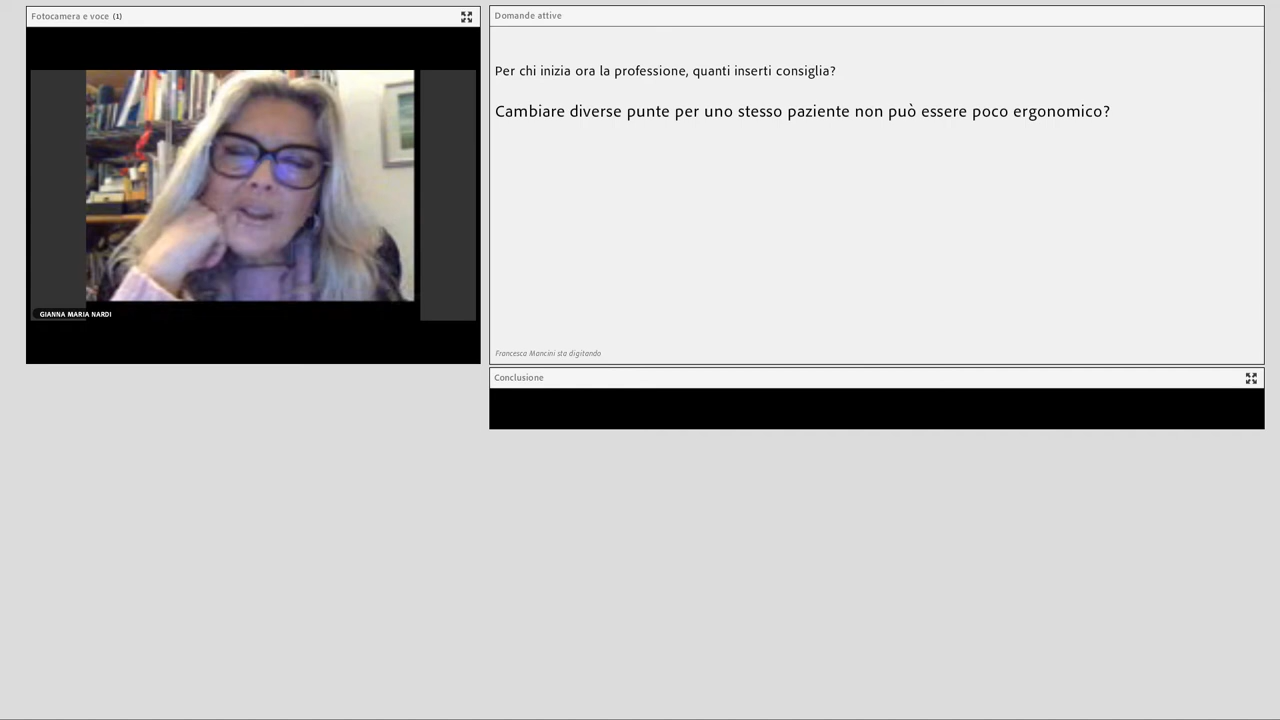 Fotocamera e voce (1)
GIANNA MARIA NARDI
Domande attive
Per chi inizia ora la professione, quanti inserti consiglia?
Cambiare diverse punte per uno stesso paziente non può essere poco ergonomico?
Francesca Mancini sta digitando
Conclusione